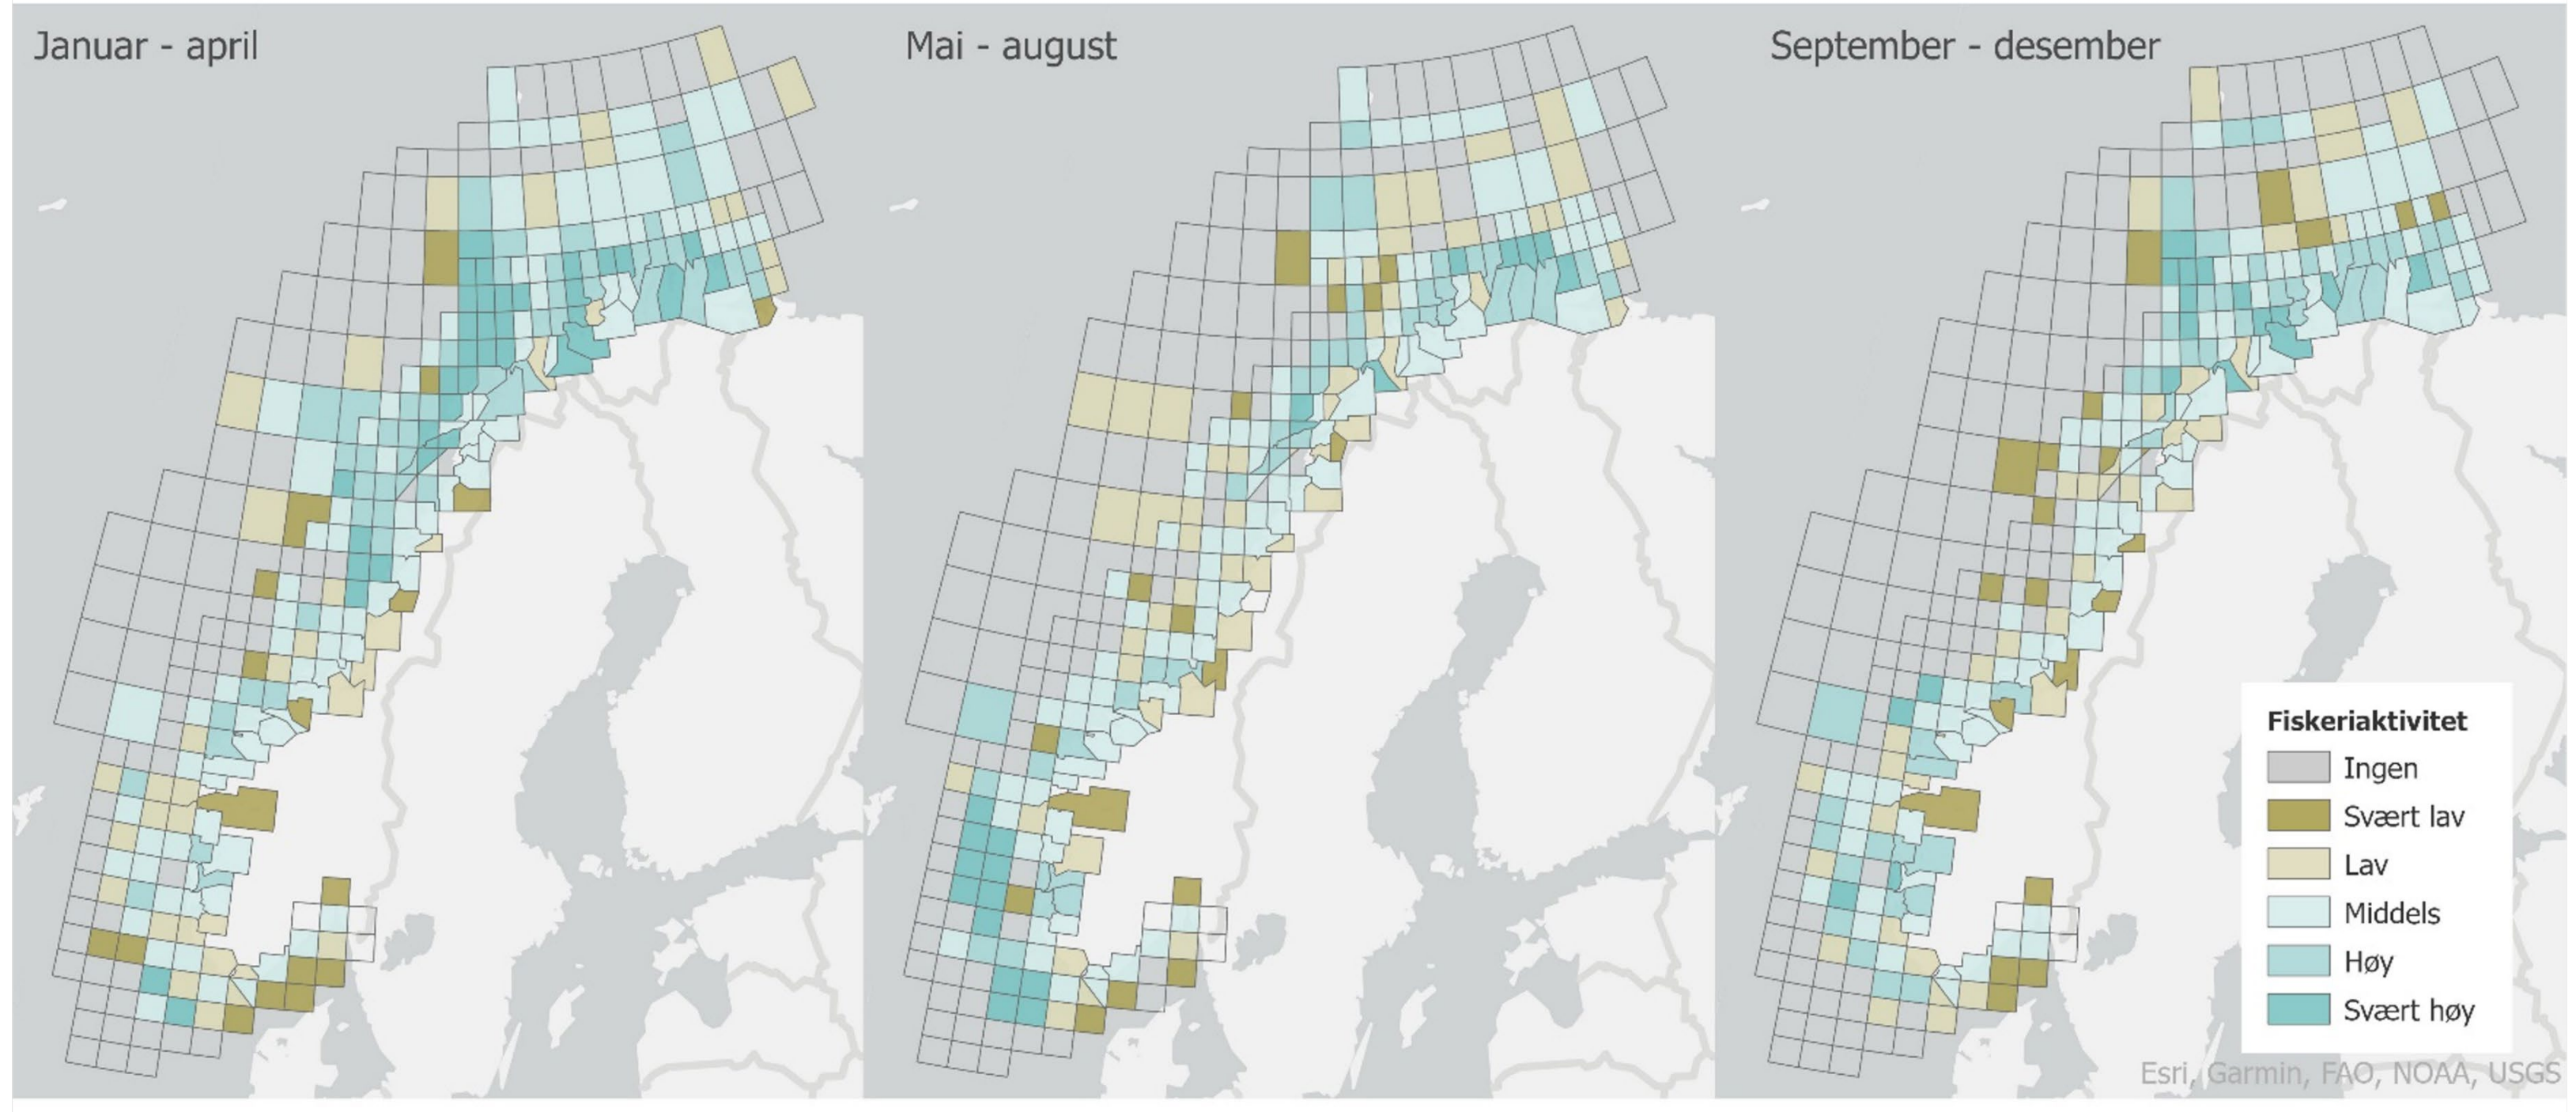 Januar - april
Mai - august
September - desember
Fiskeriaktivitet
Ingen
Svært lav
Lav
Middels
Høy
Svært høy
Esri, Garmin, FAO, NOAA, USGS